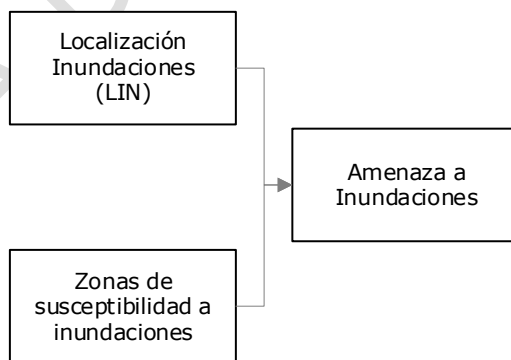 Localización
Inundaciones
(LIN)
Amenaza a
Inundaciones
Zonas de
susceptibilidad a
inundaciones